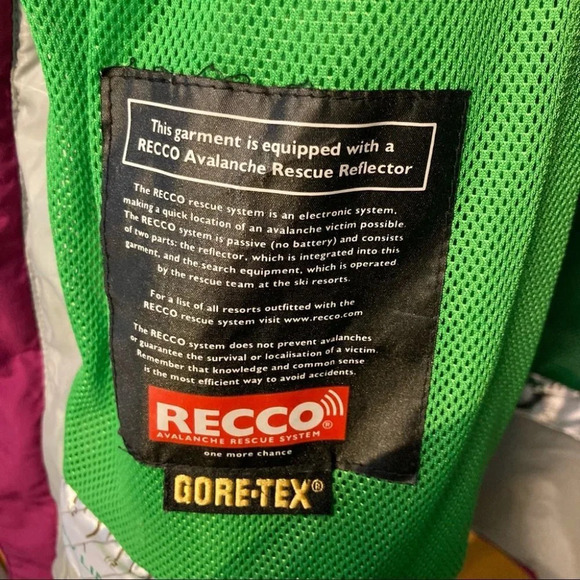 This garment is equipped with a
RECCO Avalanche Rescue Reflector
The RECCO rescue system is an electronic system,
making a quick location of an avalanche victim possible.
The RECCO system is passive (no battery) and consists
of two parts: the reflector, which is integrated into this
garment, and the search equipment, which is operated
by the rescue team at the ski resorts.
For a list of all resorts outfitted with the
RECCO rescue system visit www.recco.com
The RECCO system does not prevent avalanches
or guarantee the survival or localisation of a victim.
Remember that knowledge and common sense
is the most efficient way to avoid accidents.
RECCO®
AVALANCHE RESCUE SYSTEM
one more chance
GORE-TEX®